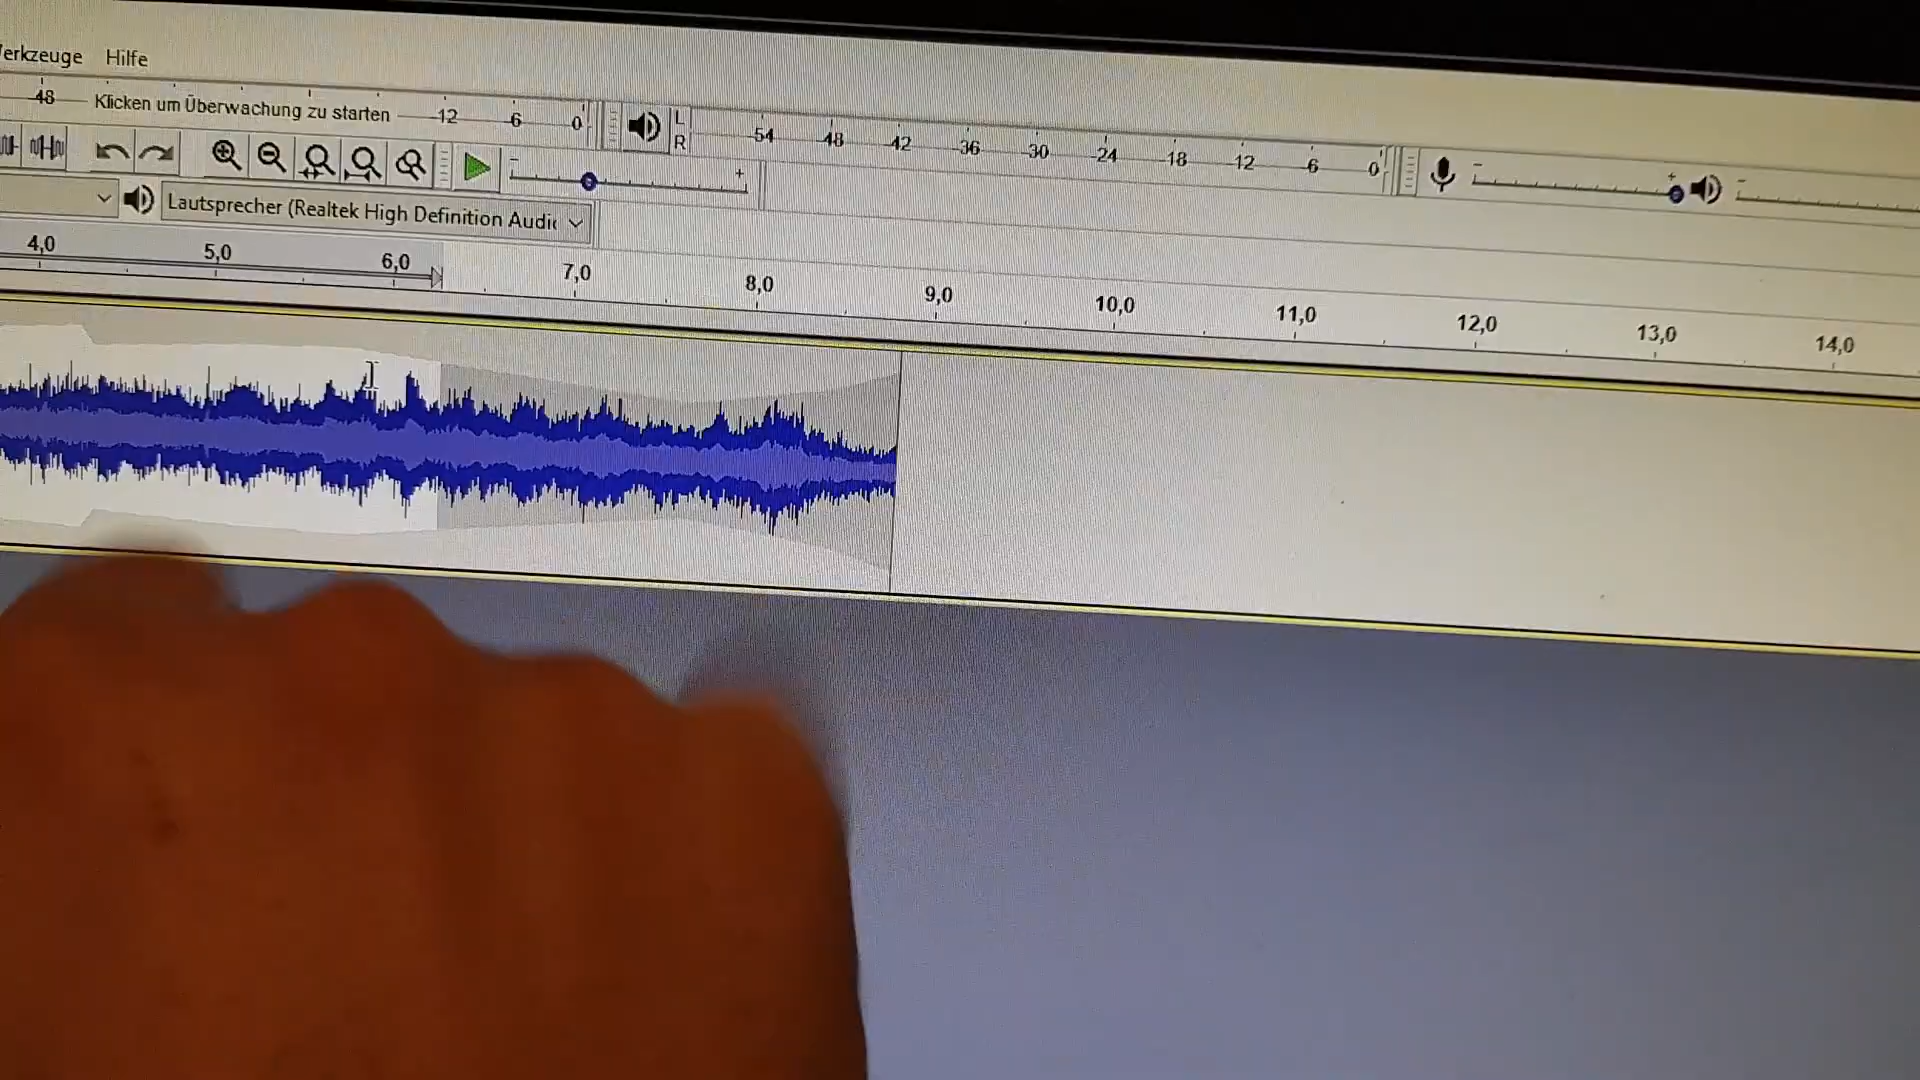 erkzeuge Hilfe
-48 Klicken um Überwachung zu starten -12 -6 0
L
R
-54 -48 -42 -36 -30 -24 -18 -12 -6 0
- +
- +
-
Lautsprecher (Realtek High Definition Audic
4,0 5,0 6,0 7,0 8,0 9,0 10,0 11,0 12,0 13,0 14,0